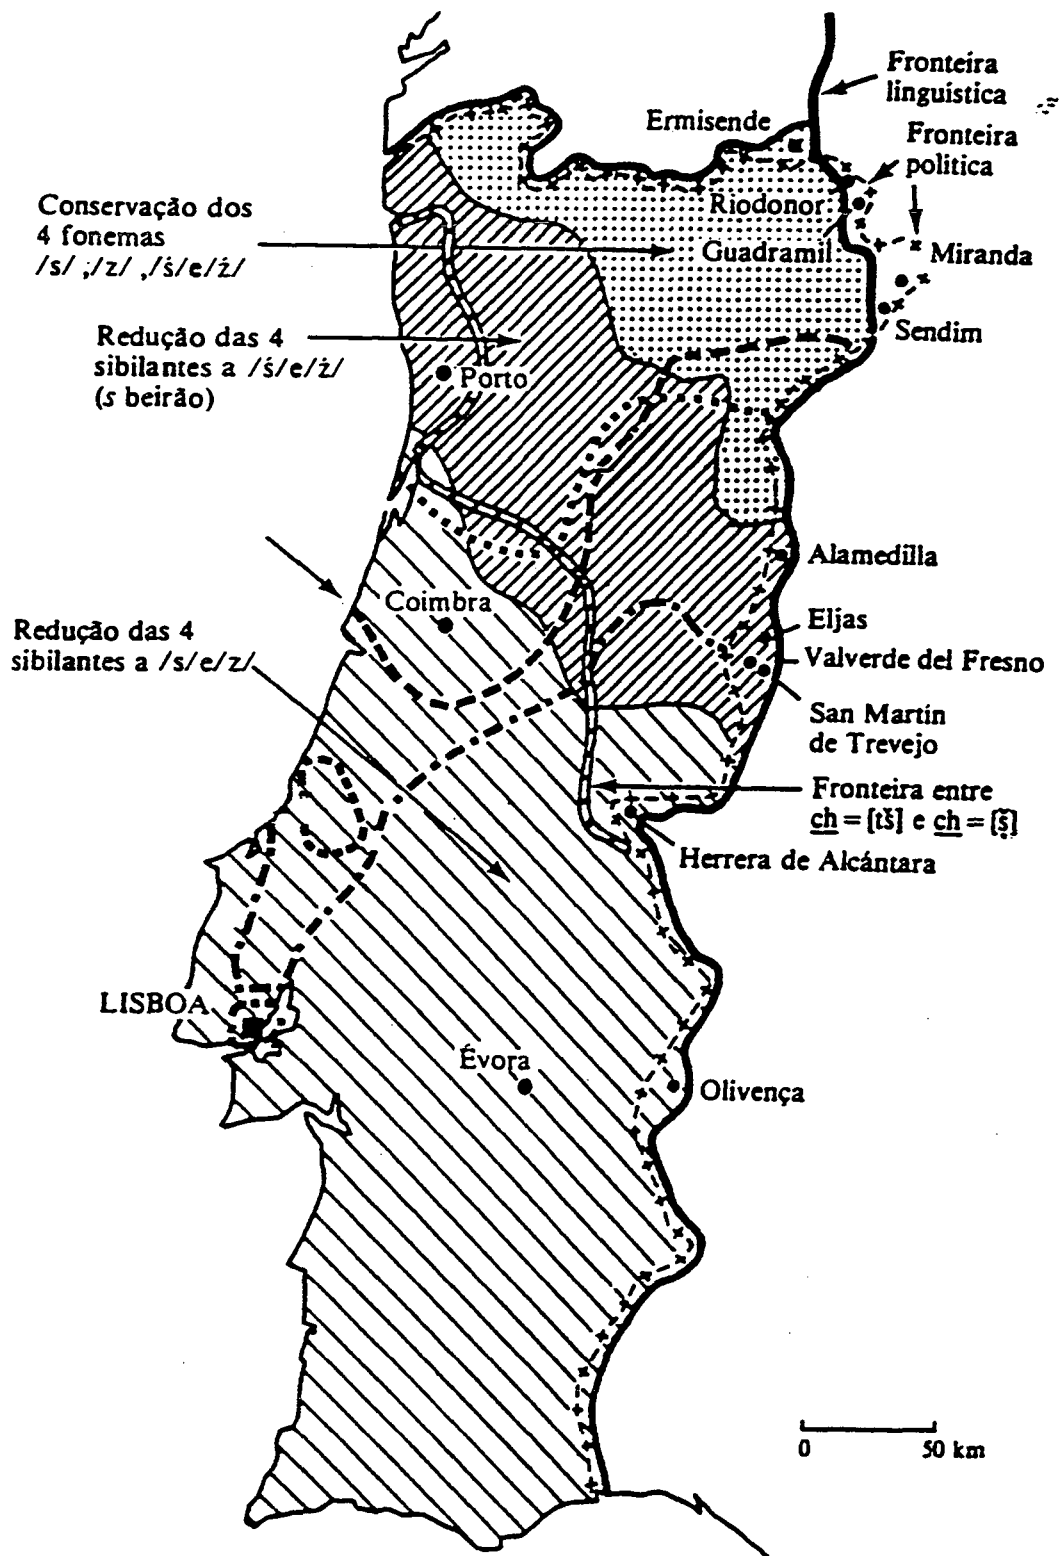 Fronteira
linguística
Ermisende
Fronteira
política
Conservação dos
4 fonemas
/s/ ,/z/ ,/ṡ/e/ż/
Riodonor
Guadramil
Miranda
Sendim
Redução das 4
sibilantes a /ṡ/e/ż/
(s beirão)
Porto
Alamedilla
Coimbra
Eljas
Redução das 4
sibilantes a /s/e/z/
Valverde del Fresno
San Martín
de Trevejo
Fronteira entre
ch=[tš] e ch=[š]
Herrera de Alcántara
LISBOA
Évora
Olivença
0 50 km